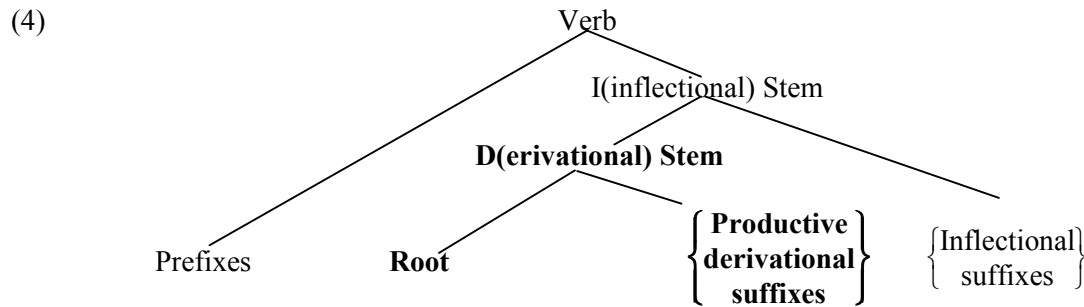 (4)
Verb
I(inflectional) Stem
D(erivational) Stem
Prefixes
Root
Productive
derivational
suffixes
Inflectional
suffixes